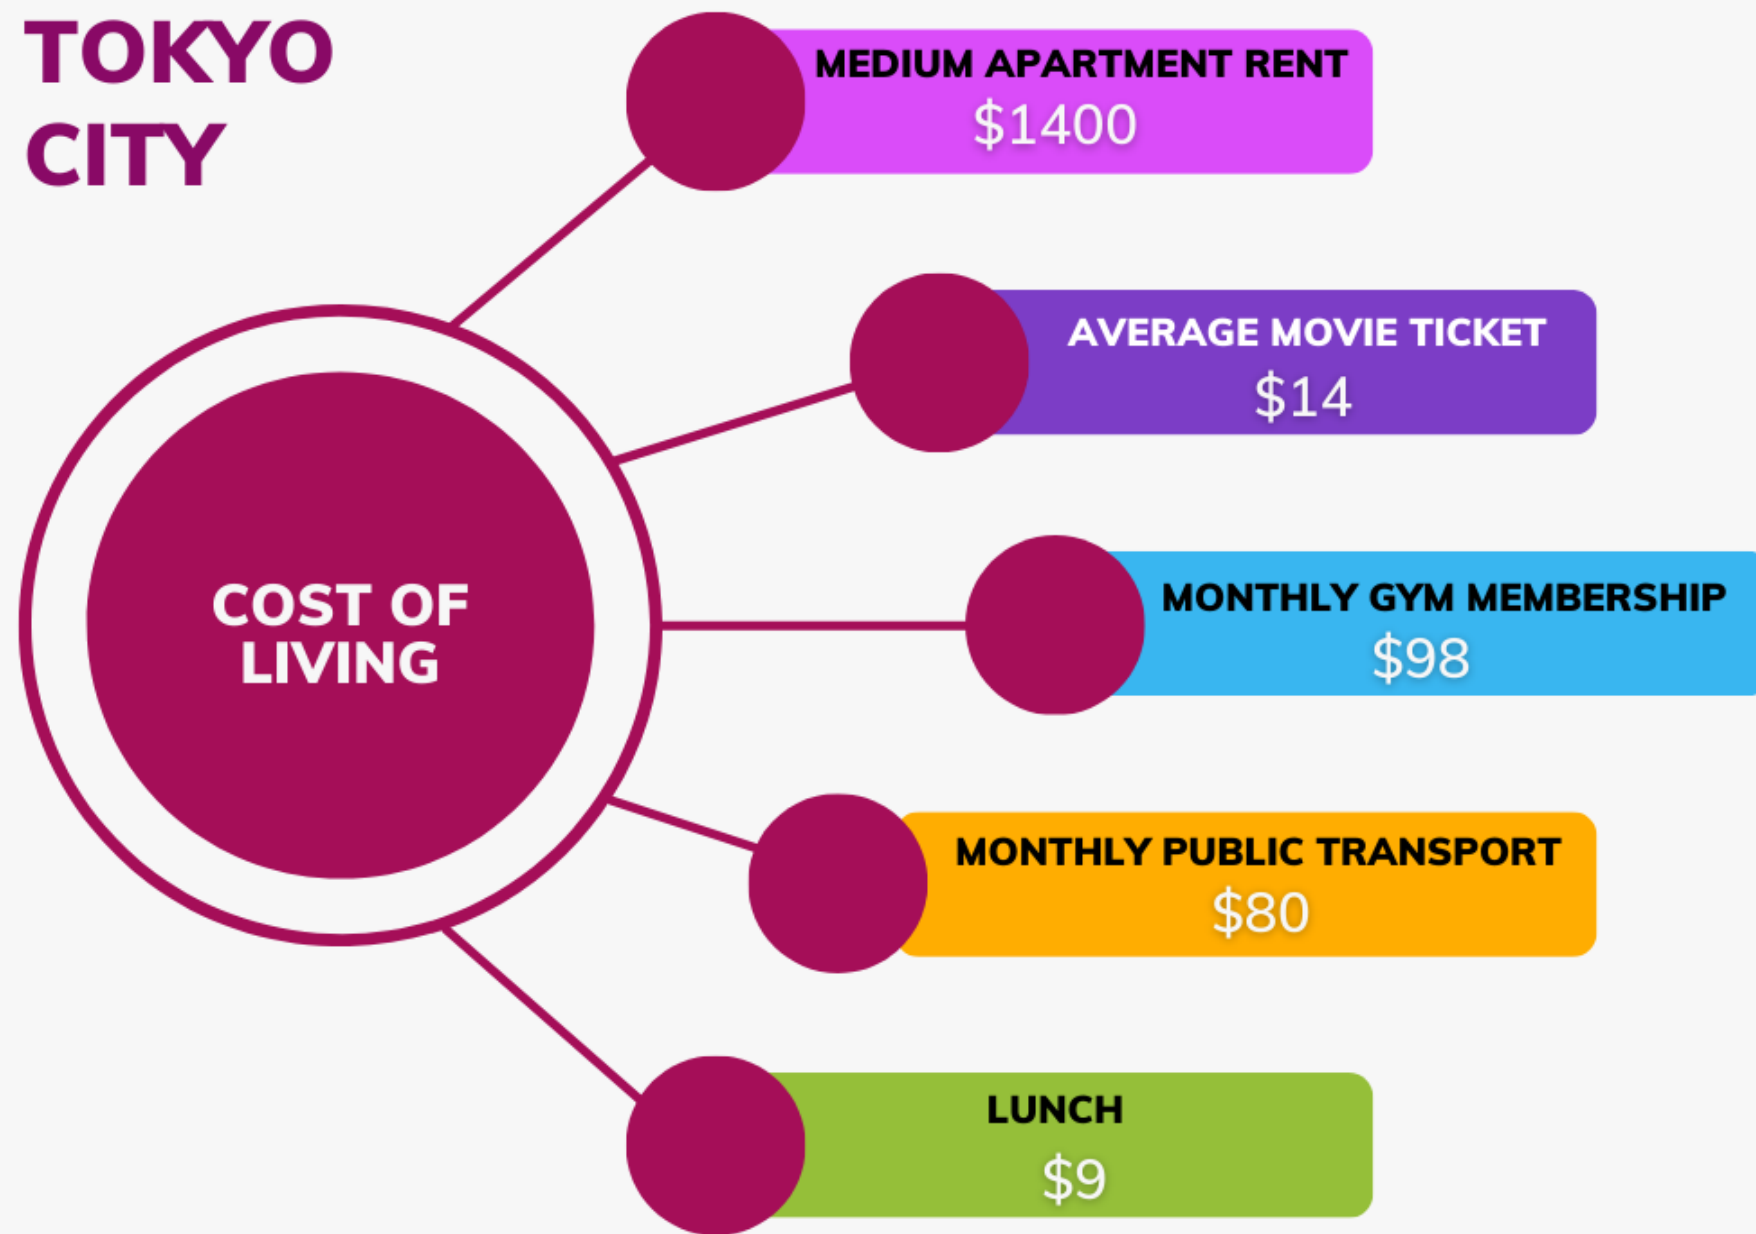 TOKYO
CITY
MEDIUM APARTMENT RENT
$1400
AVERAGE MOVIE TICKET
$14
COST OF
LIVING
MONTHLY GYM MEMBERSHIP
$98
MONTHLY PUBLIC TRANSPORT
$80
LUNCH
$9